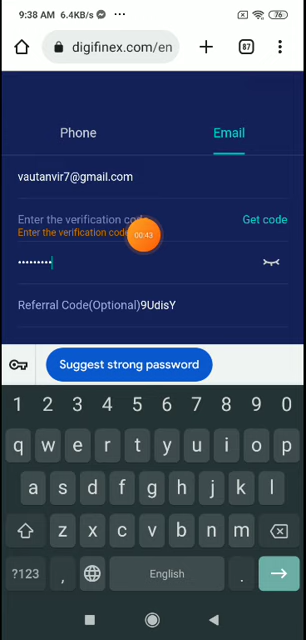 9:38 AM 6.4KB/s ··· 76
digifinex.com/en 87
Phone Email
vautanvir7@gmail.com
Enter the verification code Get code
Enter the verification code
00:43
•••••••••
Referral Code(Optional)9UdisY
Suggest strong password
1 2 3 4 5 6 7 8 9 0
q w e r t y u i o p
a s d f g h j k l
z x c v b n m
?123 , English .